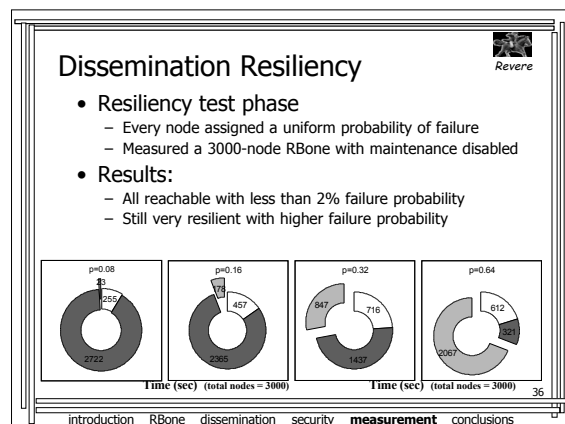 Revere
Dissemination Resiliency
• Resiliency test phase
– Every node assigned a uniform probability of failure
– Measured a 3000-node RBone with maintenance disabled
• Results:
– All reachable with less than 2% failure probability
– Still very resilient with higher failure probability
p=0.08
23
255
2722
p=0.16
178
457
2365
p=0.32
847
716
1437
p=0.64
612
321
2067
Time (sec) (total nodes = 3000)
Time (sec) (total nodes = 3000)
36
introduction RBone dissemination security measurement conclusions